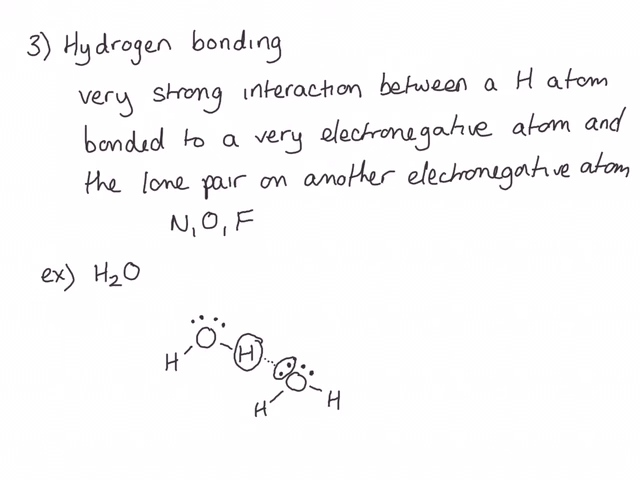 3) Hydrogen bonding
very strong interaction between a H atom
bonded to a very electronegative atom and
the lone pair on another electronegative atom
N, O, F
ex) H₂O
O H
H O
H H